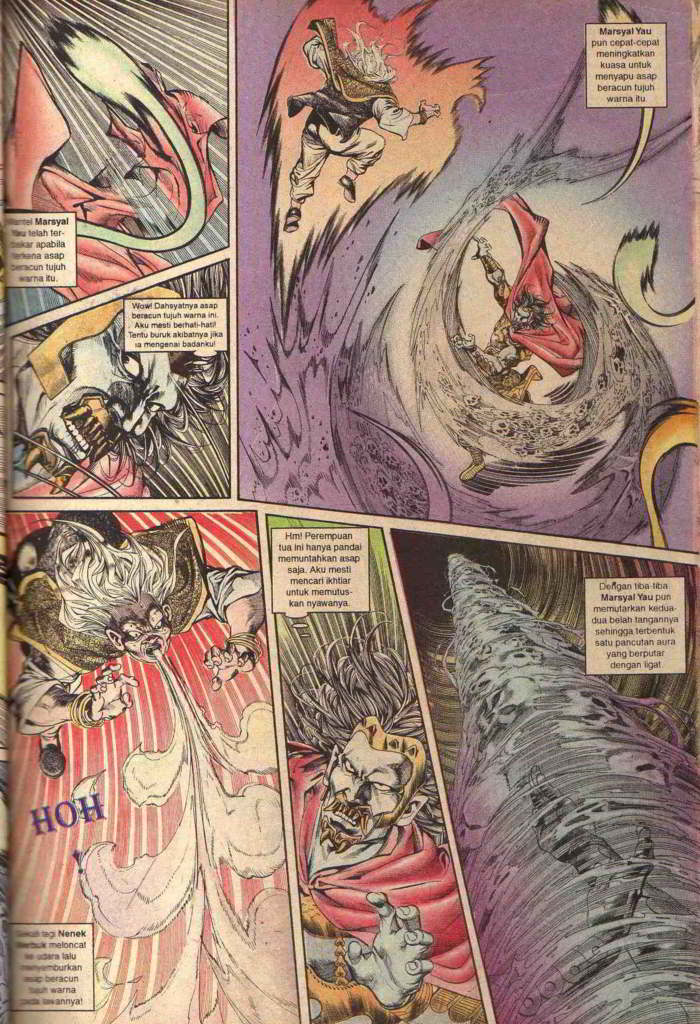 Mantel Marsyal
Yau telah ter-
bakar apabila
terkena asap
beracun tujuh
warna itu.
Wow! Dahsyatnya asap
beracun tujuh warna ini.
Aku mesti berhati-hati!
Tentu buruk akibatnya jika
ia mengenai badanku!
Marsyal Yau
pun cepat-cepat
meningkatkan
kuasa untuk
menyapu asap
beracun tujuh
warna itu
HOH
!
Sekali lagi Nenek
meloncat
ke udara lalu
menyemburkan
asap beracun
tujuh warna
pada lawannya!
Hm! Perempuan
tua ini hanya pandai
memuntahkan asap
saja. Aku mesti
mencari ikhtiar
untuk memutus-
kan nyawanya.
Dengan tiba-tiba
Marsyal Yau pun
memutarkan kedua-
dua belah tangannya
sehingga terbentuk
satu pancutan aura
yang berputar
dengan ligat.